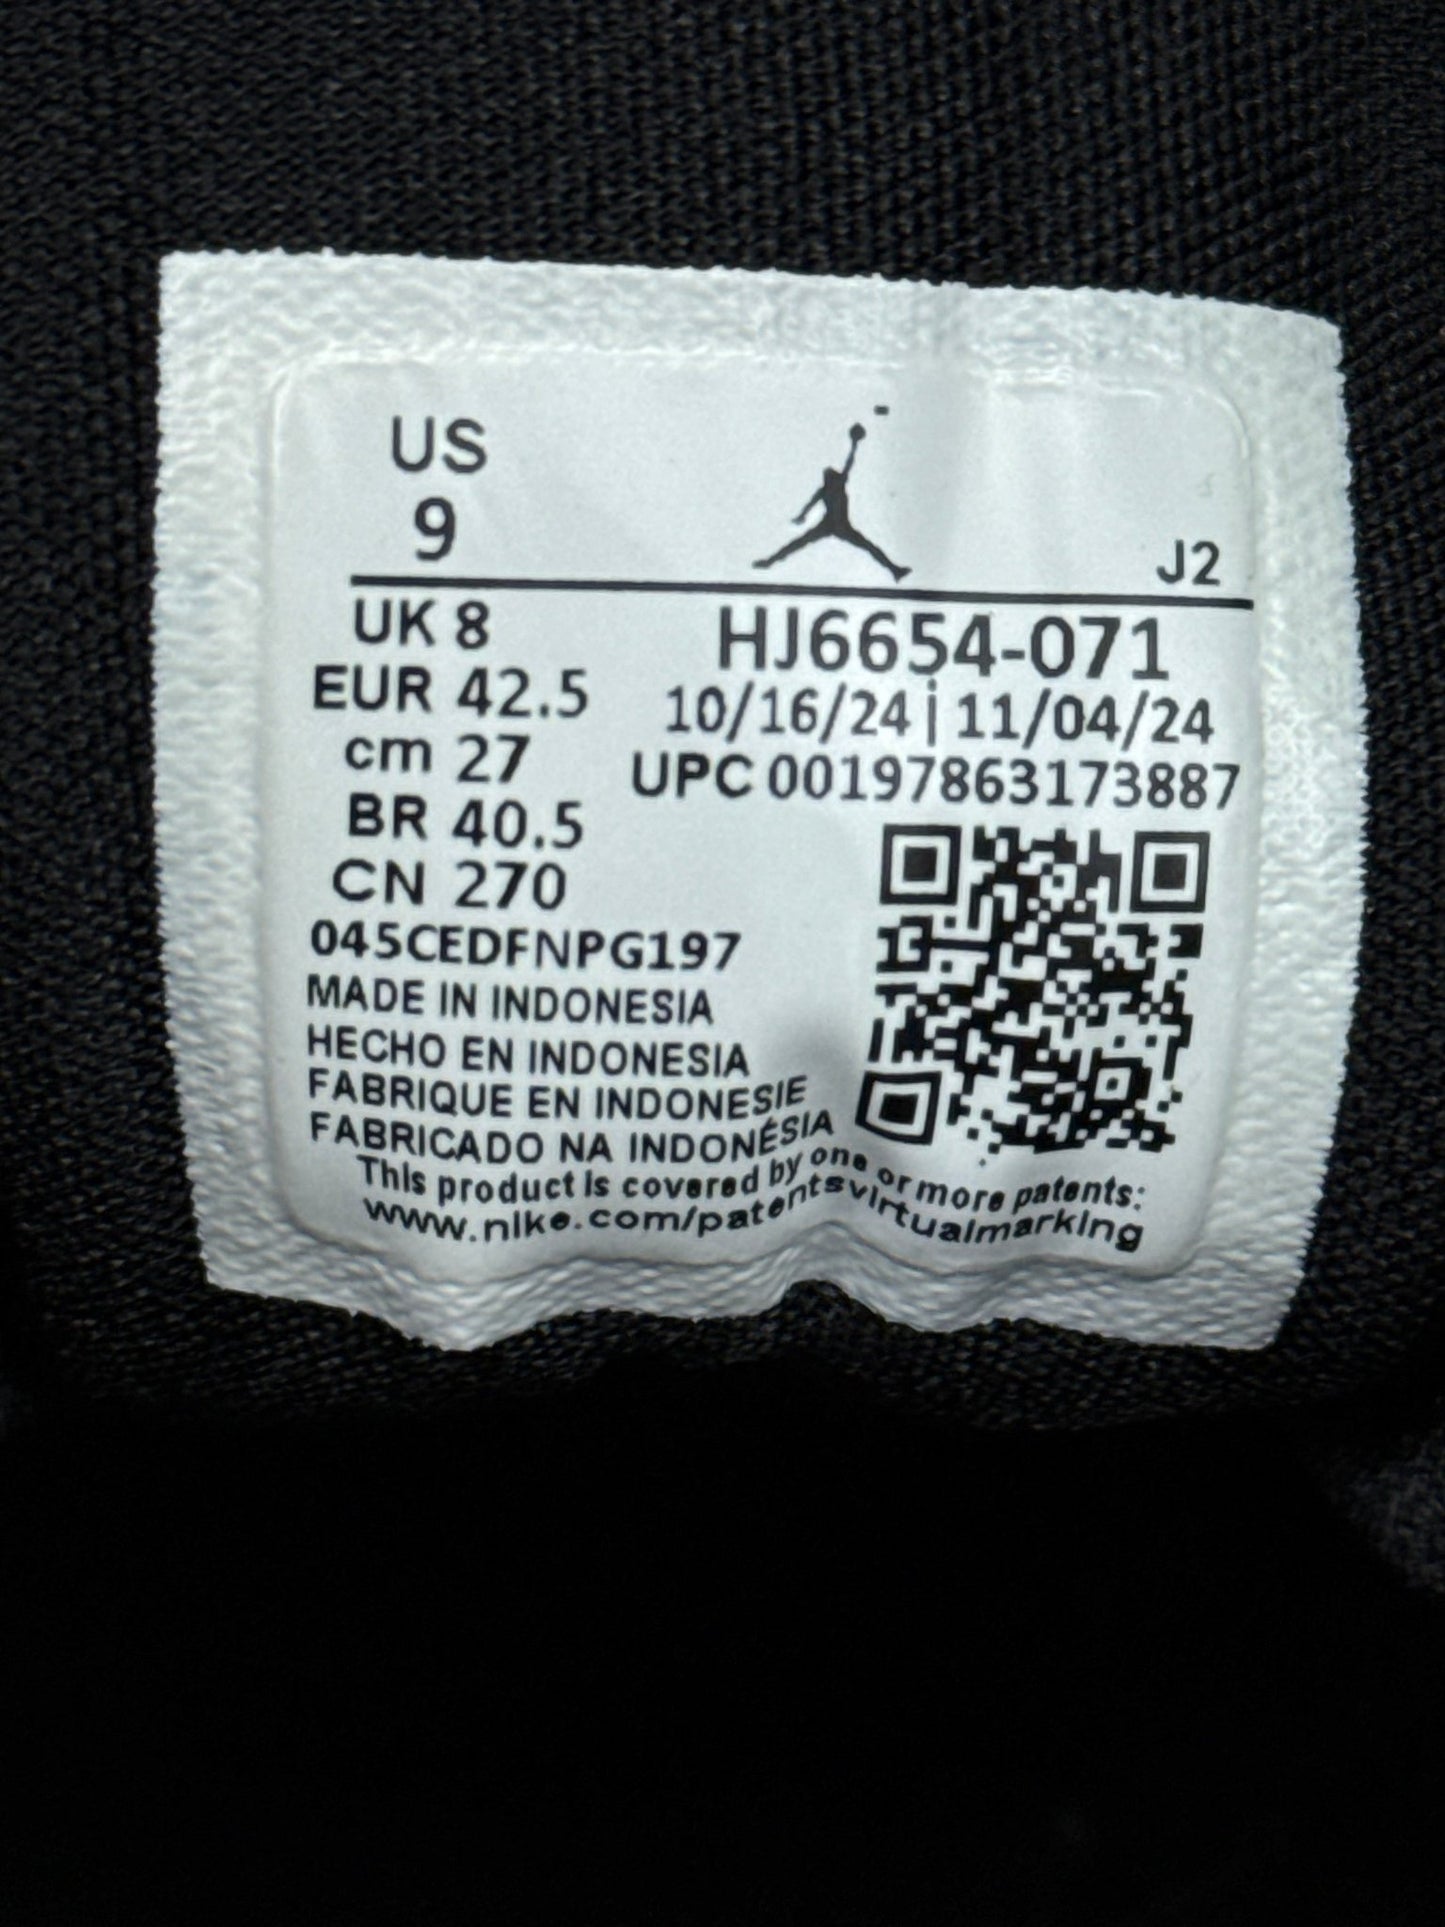 US
9
J2
UK 8
EUR 42.5
cm 27
BR 40.5
CN 270
HJ6654-071
10/16/24 | 11/04/24
UPC 001978631​73887
045CEDFNPG197
MADE IN INDONESIA
HECHO EN INDONESIA
FABRIQUE EN INDONESIE
FABRICADO NA INDONÉSIA
This product is covered by one or more patents:
www.nike.com/patentsvirtualmarking